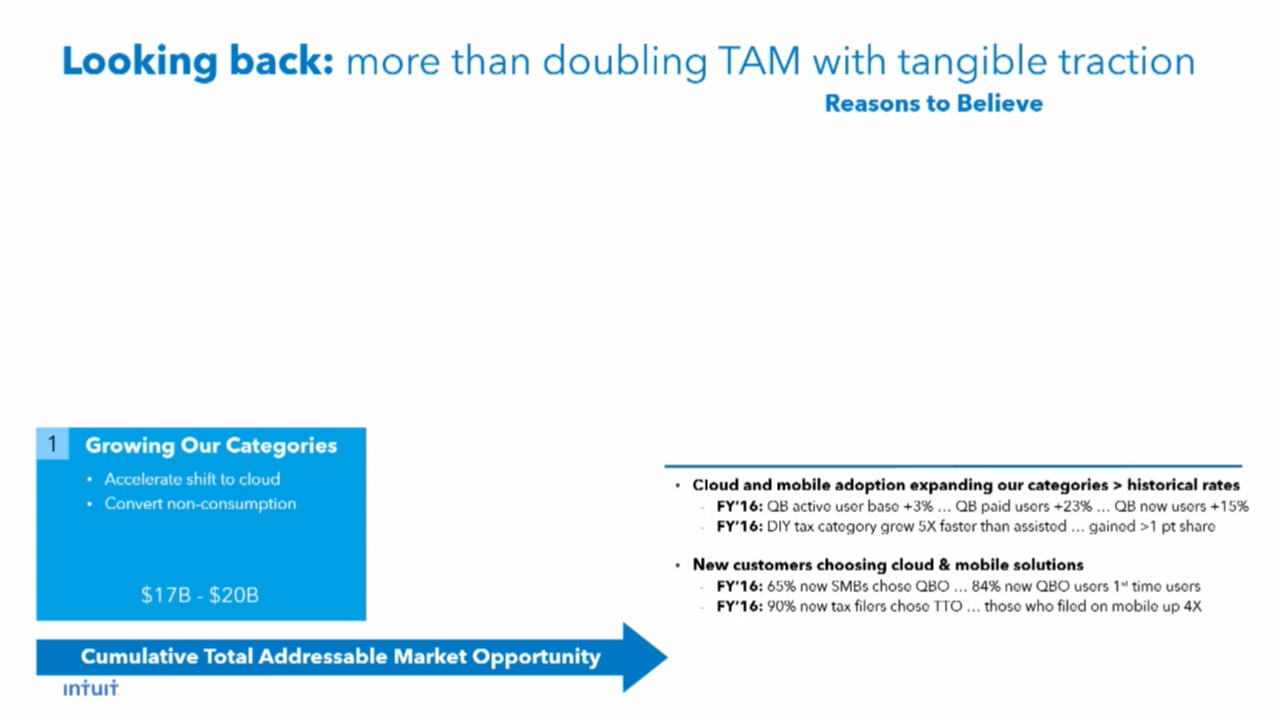 Looking back: more than doubling TAM with tangible traction
Reasons to Believe
1 Growing Our Categories
• Accelerate shift to cloud
• Convert non-consumption
$17B - $20B
• Cloud and mobile adoption expanding our categories > historical rates
- FY'16: QB active user base +3% ... QB paid users +23% ... QB new users +15%
- FY'16: DIY tax category grew 5X faster than assisted ... gained >1 pt share
• New customers choosing cloud & mobile solutions
- FY'16: 65% new SMBs chose QBO ... 84% new QBO users 1st time users
- FY'16: 90% new tax filers chose TTO ... those who filed on mobile up 4X
Cumulative Total Addressable Market Opportunity
intuit